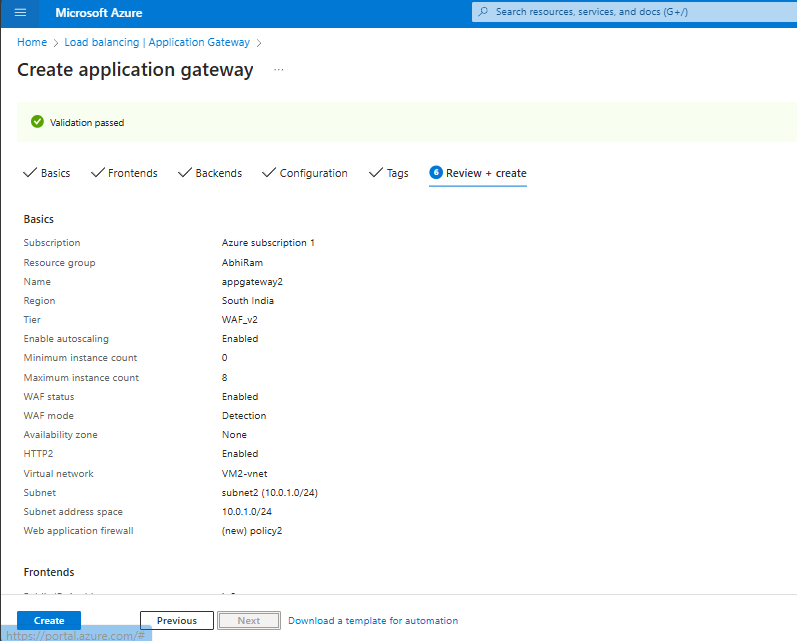 Microsoft Azure
Search resources, services, and docs (G+/)
Home > Load balancing | Application Gateway >
Create application gateway ...
Validation passed
Basics Frontends Backends Configuration Tags 6 Review + create
Basics
Subscription Azure subscription 1
Resource group AbhiRam
Name appgateway2
Region South India
Tier WAF_v2
Enable autoscaling Enabled
Minimum instance count 0
Maximum instance count 8
WAF status Enabled
WAF mode Detection
Availability zone None
HTTP2 Enabled
Virtual network VM2-vnet
Subnet subnet2 (10.0.1.0/24)
Subnet address space 10.0.1.0/24
Web application firewall (new) policy2
Frontends
Create Previous Next Download a template for automation
https://portal.azure.com/#